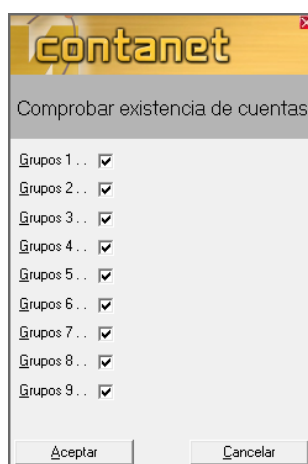 contanet
Comprobar existencia de cuentas
Grupos 1 . .
Grupos 2 . .
Grupos 3 . .
Grupos 4 . .
Grupos 5 . .
Grupos 6 . .
Grupos 7 . .
Grupos 8 . .
Grupos 9 . .
Aceptar Cancelar